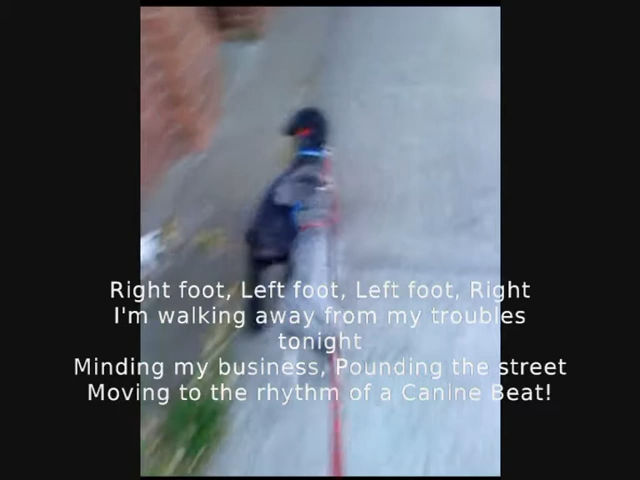 Right foot, Left foot, Left foot, Right
I'm walking away from my troubles
tonight
Minding my business, Pounding the street
Moving to the rhythm of a Canine Beat!